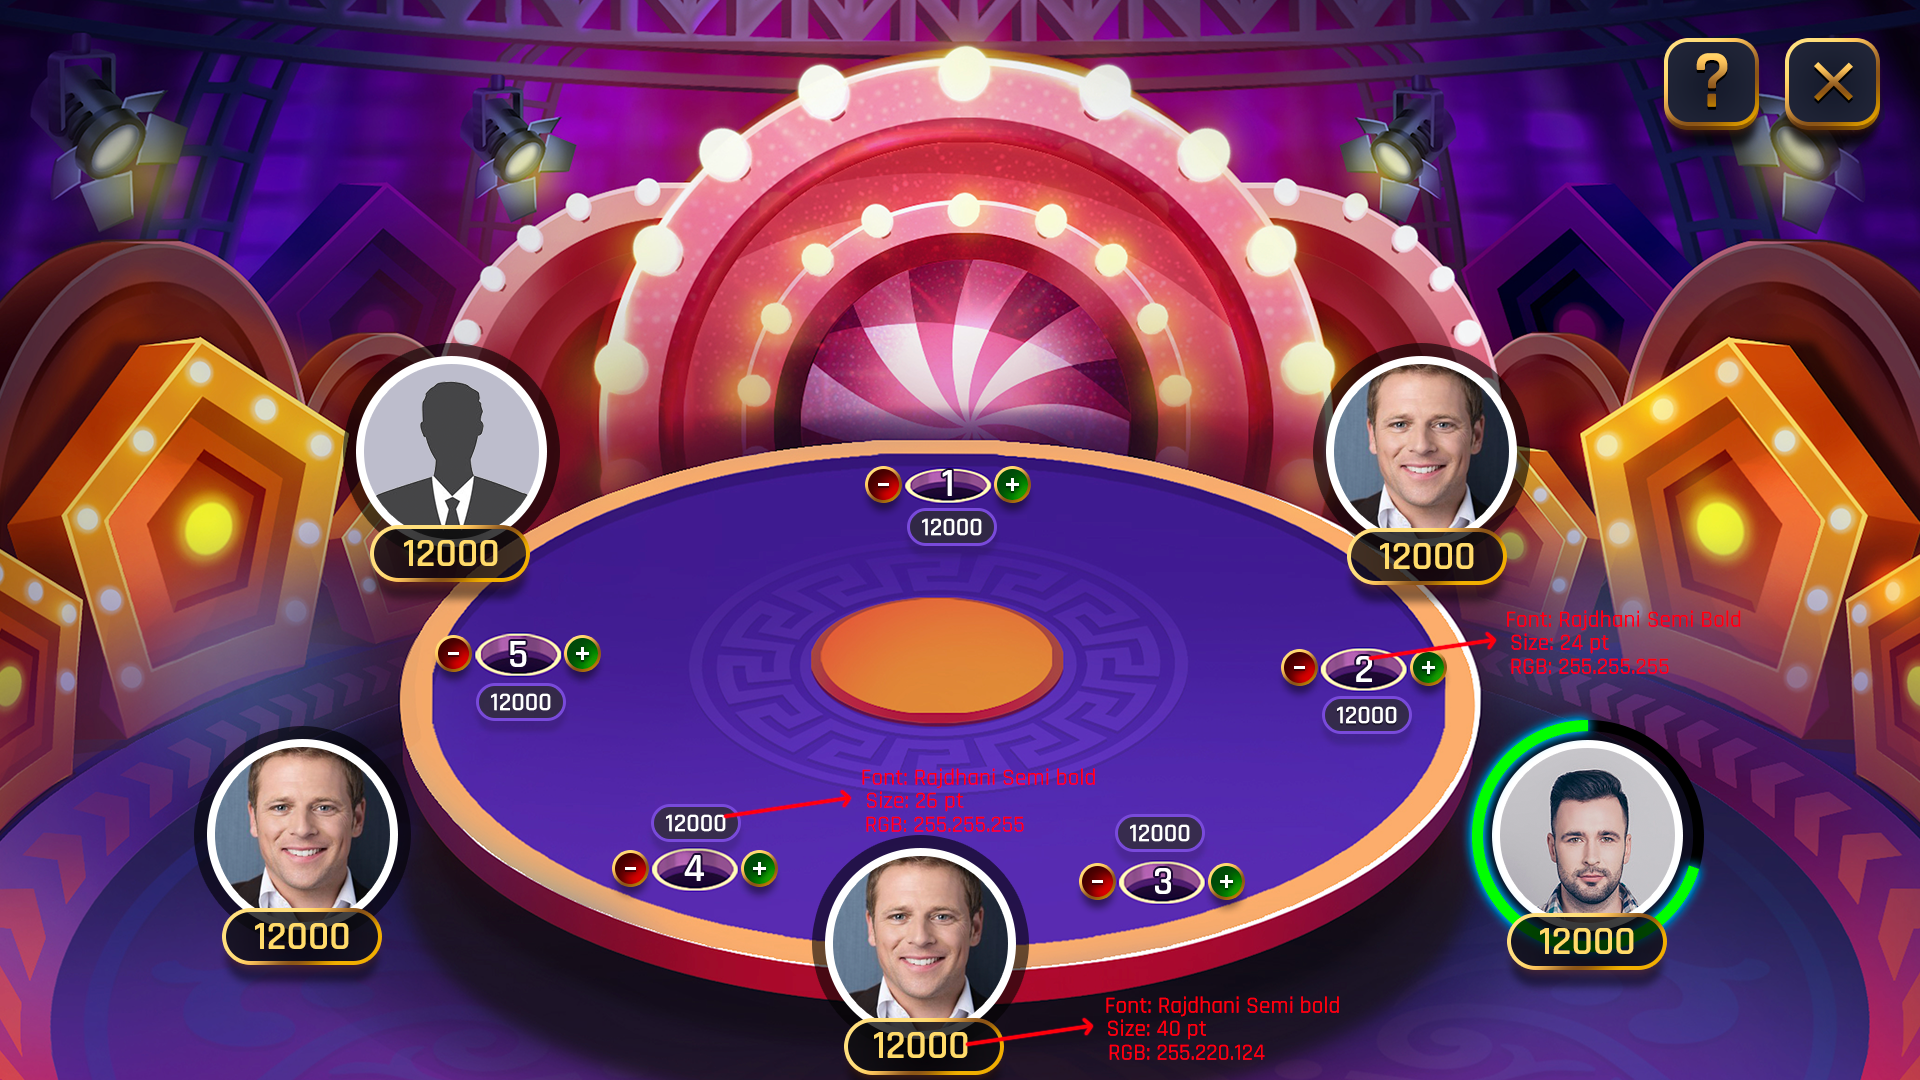 ?
- 1 +
12000
12000
12000
- 5 +
12000
- 2 +
12000
Font: Rajdhani Semi Bold
Size: 24 pt
RGB: 255.255.255
Font: Rajdhani Semi bold
Size: 26 pt
RGB: 255.255.255
12000
- 4 +
12000
- 3 +
12000
12000
12000
Font: Rajdhani Semi bold
Size: 40 pt
RGB: 255.220.124